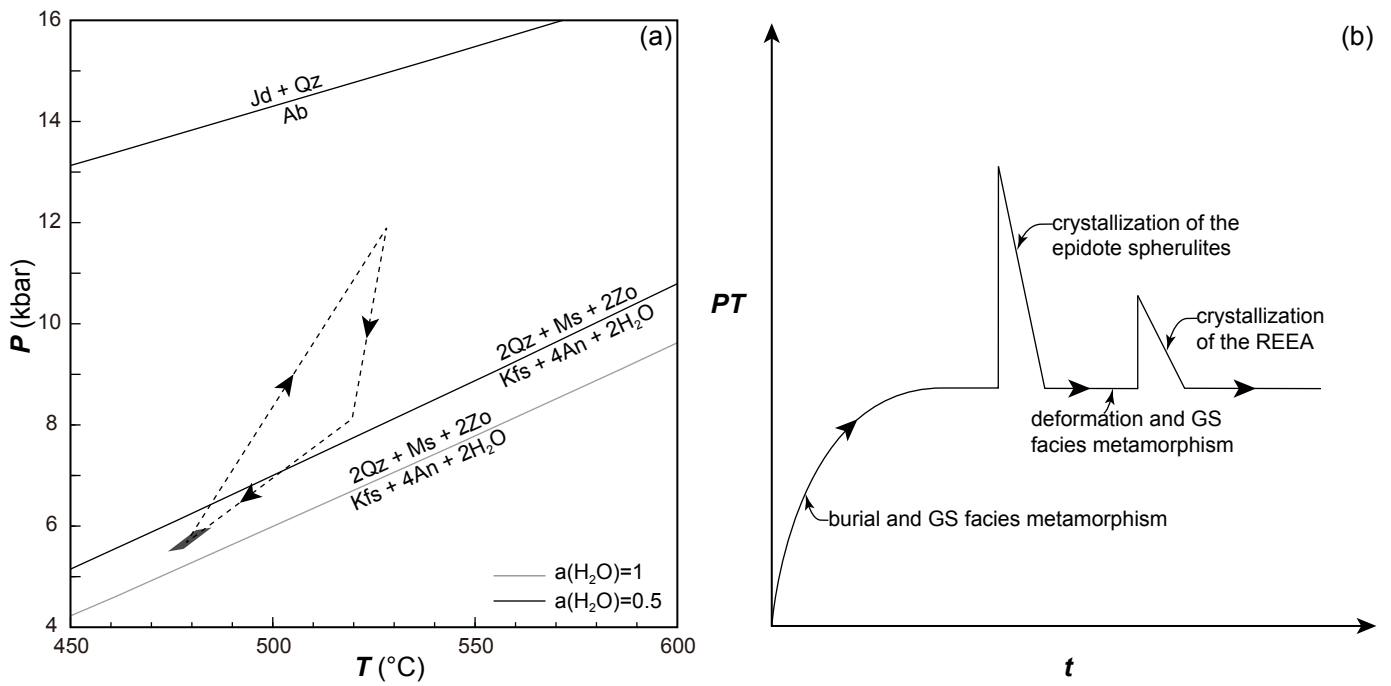 (a)
16
14
12
10
8
6
4
P (kbar)
Jd + Qz
Ab
2Qz + Ms + 2Zo
Kfs + 4An + 2H₂O
2Qz + Ms + 2Zo
Kfs + 4An + 2H₂O
a(H₂O)=1
a(H₂O)=0.5
450
500
550
600
T (°C)
(b)
PT
crystallization of the
epidote spherulites
crystallization
of the REEA
deformation and GS
facies metamorphism
burial and GS facies metamorphism
t